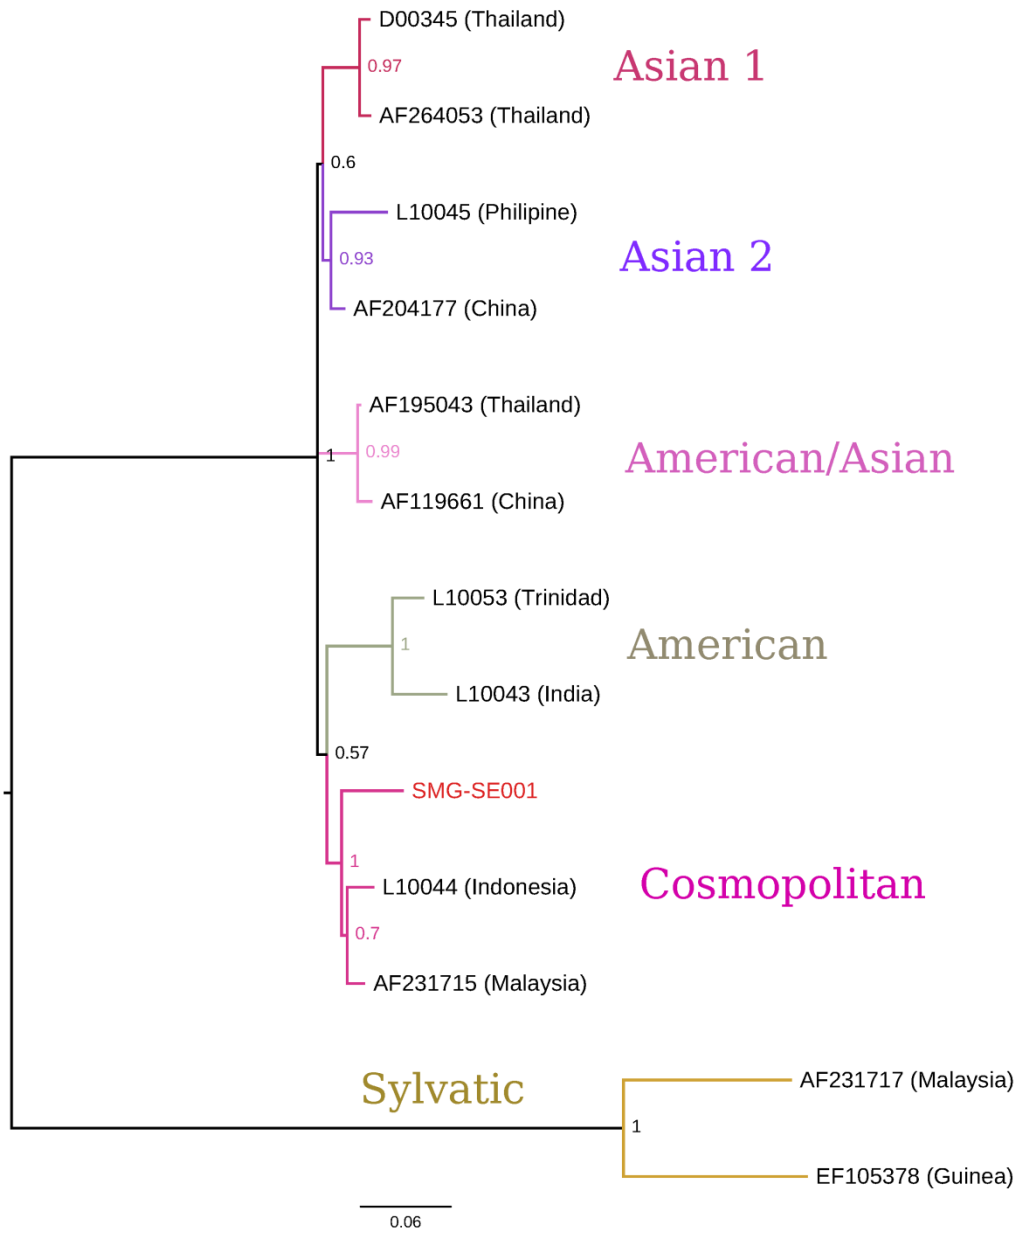 D00345 (Thailand)
0.97
Asian 1
AF264053 (Thailand)
0.6
L10045 (Philipine)
0.93
Asian 2
AF204177 (China)
AF195043 (Thailand)
1
0.99
American/Asian
AF119661 (China)
L10053 (Trinidad)
1
American
L10043 (India)
0.57
SMG-SE001
1
L10044 (Indonesia)
Cosmopolitan
0.7
AF231715 (Malaysia)
AF231717 (Malaysia)
Sylvatic
1
EF105378 (Guinea)
0.06